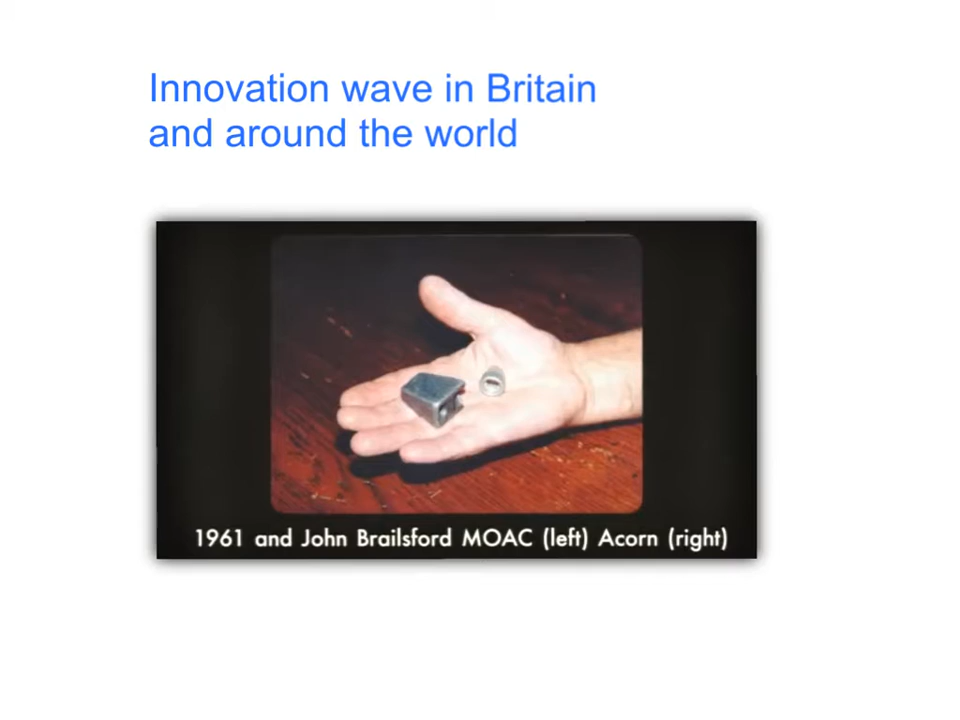 Innovation wave in Britain
and around the world
1961 and John Brailsford MOAC (left) Acorn (right)